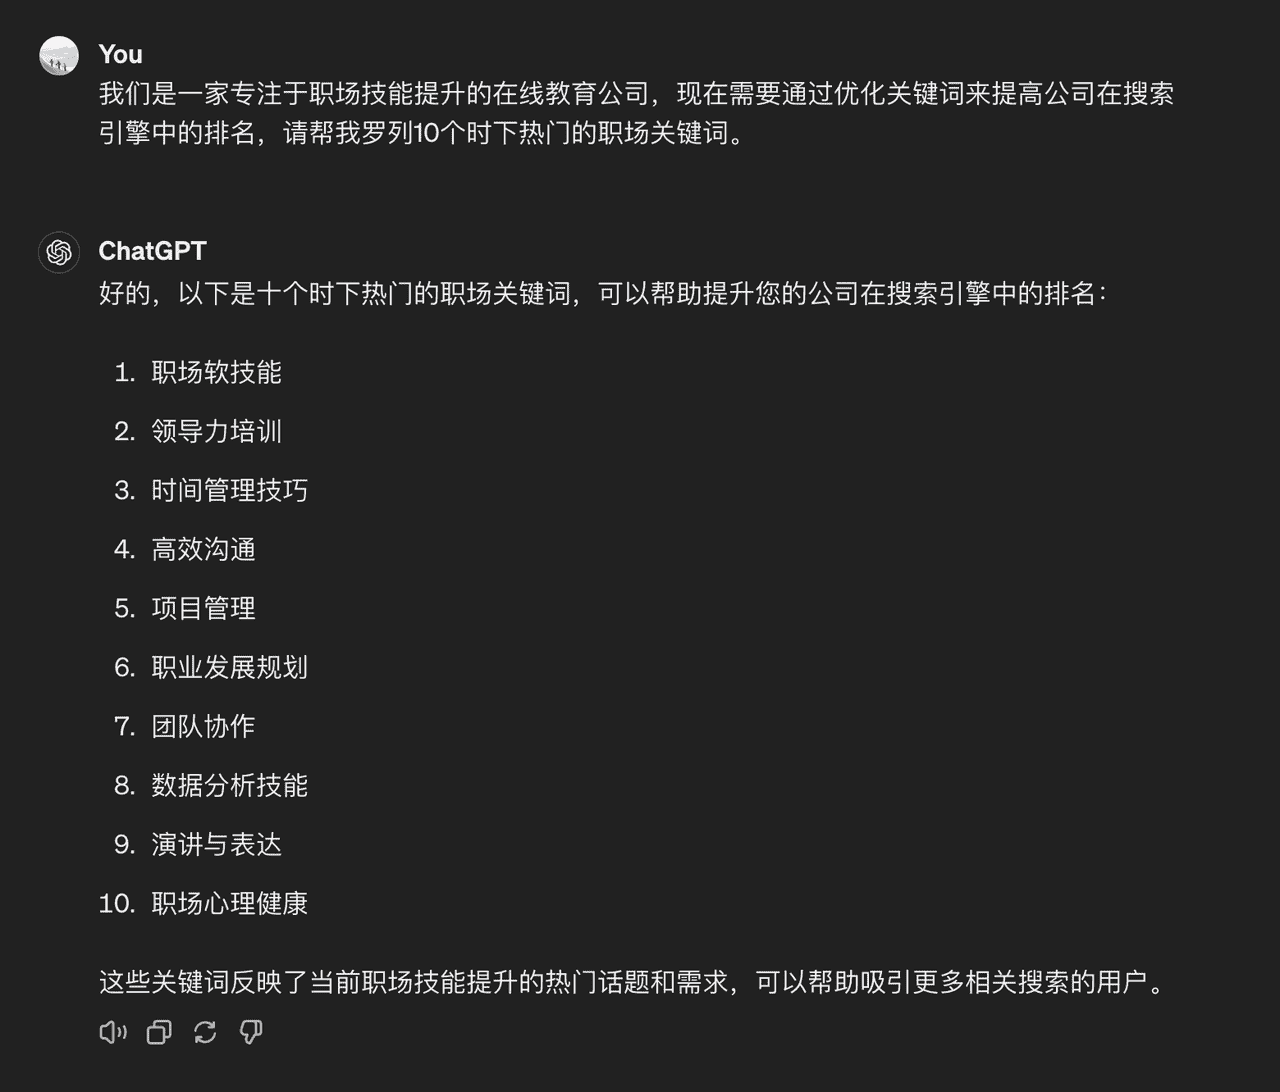 You
我们是一家专注于职场技能提升的在线教育公司，现在需要通过优化关键词来提高公司在搜索
引擎中的排名，请帮我罗列10个时下热门的职场关键词。
ChatGPT
好的，以下是十个时下热门的职场关键词，可以帮助提升您的公司在搜索引擎中的排名：
1. 职场软技能
2. 领导力培训
3. 时间管理技巧
4. 高效沟通
5. 项目管理
6. 职业发展规划
7. 团队协作
8. 数据分析技能
9. 演讲与表达
10. 职场心理健康
这些关键词反映了当前职场技能提升的热门话题和需求，可以帮助吸引更多相关搜索的用户。